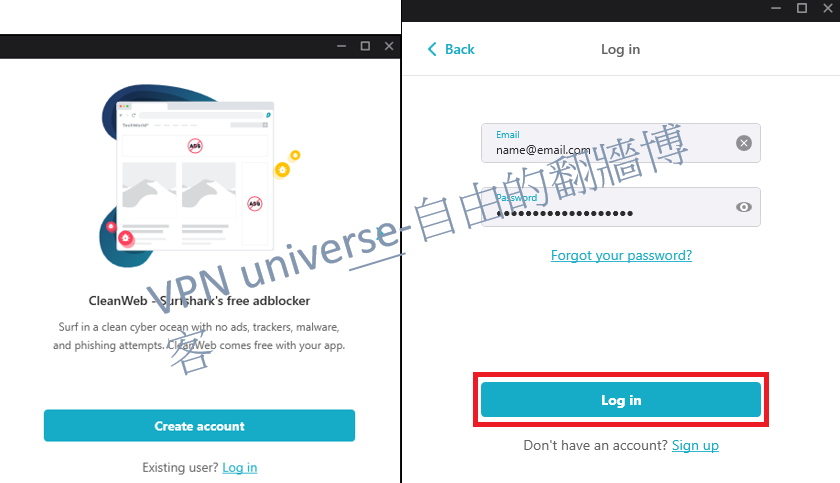 ADS
ADS
CleanWeb - Surfshark's free adblocker
Surf in a clean cyber ocean with no ads, trackers, malware,
and phishing attempts. CleanWeb comes free with your app.
Create account
Existing user? Log in
Back
Log in
Email
name@email.com
Password
Forgot your password?
Log in
Don't have an account? Sign up
VPN universe-自由的翻牆博
客